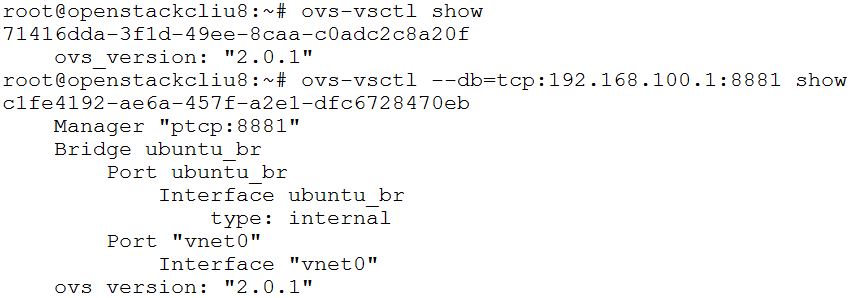 root@openstackcliu8:~# ovs-vsctl show
71416dda-3f1d-49ee-8caa-c0adc2c8a20f
    ovs_version: "2.0.1"
root@openstackcliu8:~# ovs-vsctl --db=tcp:192.168.100.1:8881 show
c1fe4192-ae6a-457f-a2e1-dfc6728470eb
    Manager "ptcp:8881"
    Bridge ubuntu_br
        Port ubuntu_br
            Interface ubuntu_br
                type: internal
        Port "vnet0"
            Interface "vnet0"
    ovs version: "2.0.1"